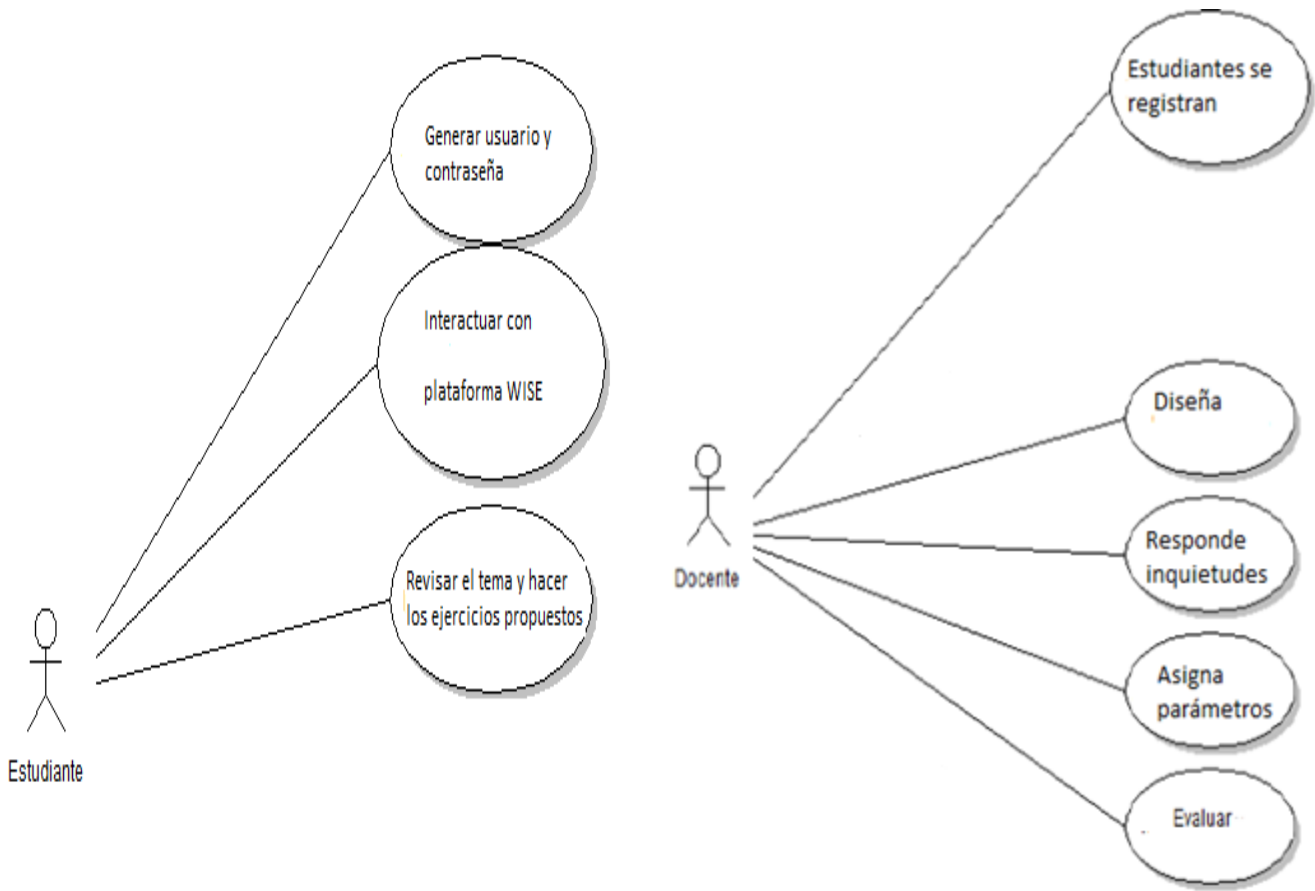 Generar usuario y
contraseña
Interactuar con
plataforma WISE
Revisar el tema y hacer
los ejercicios propuestos
Estudiante
Estudiantes se
registran
Diseña
Responde
inquietudes
Asigna
parámetros
Evaluar
Docente